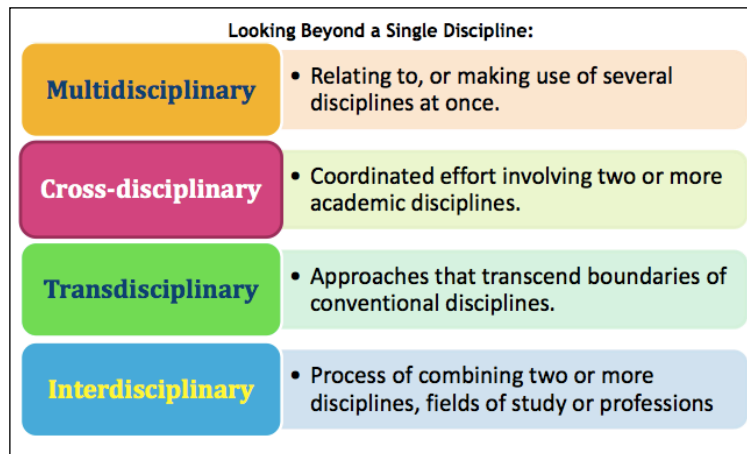 Looking Beyond a Single Discipline:
Multidisciplinary
• Relating to, or making use of several
disciplines at once.
Cross-disciplinary
• Coordinated effort involving two or more
academic disciplines.
Transdisciplinary
• Approaches that transcend boundaries of
conventional disciplines.
Interdisciplinary
• Process of combining two or more
disciplines, fields of study or professions